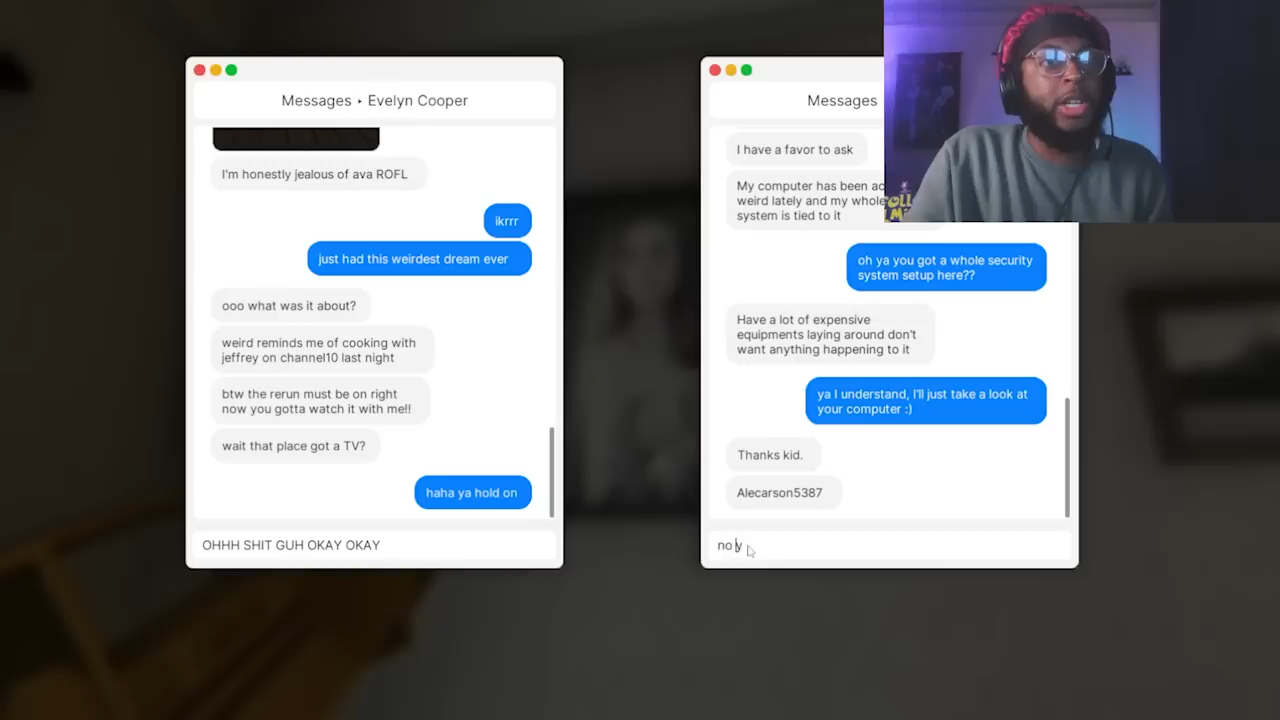 Messages ‣ Evelyn Cooper
I'm honestly jealous of ava ROFL
ikrrr
just had this weirdest dream ever
ooo what was it about?
weird reminds me of cooking with
jeffrey on channel10 last night
btw the rerun must be on right
now you gotta watch it with me!!
wait that place got a TV?
haha ya hold on
OHHH SHIT GUH OKAY OKAY
Messages
I have a favor to ask
My computer has been
weird lately and my whole
system is tied to it
oh ya you got a whole security
system setup here??
Have a lot of expensive
equipments laying around don't
want anything happening to it
ya I understand, I'll just take a look at
your computer :)
Thanks kid.
Alecarson5387
no y